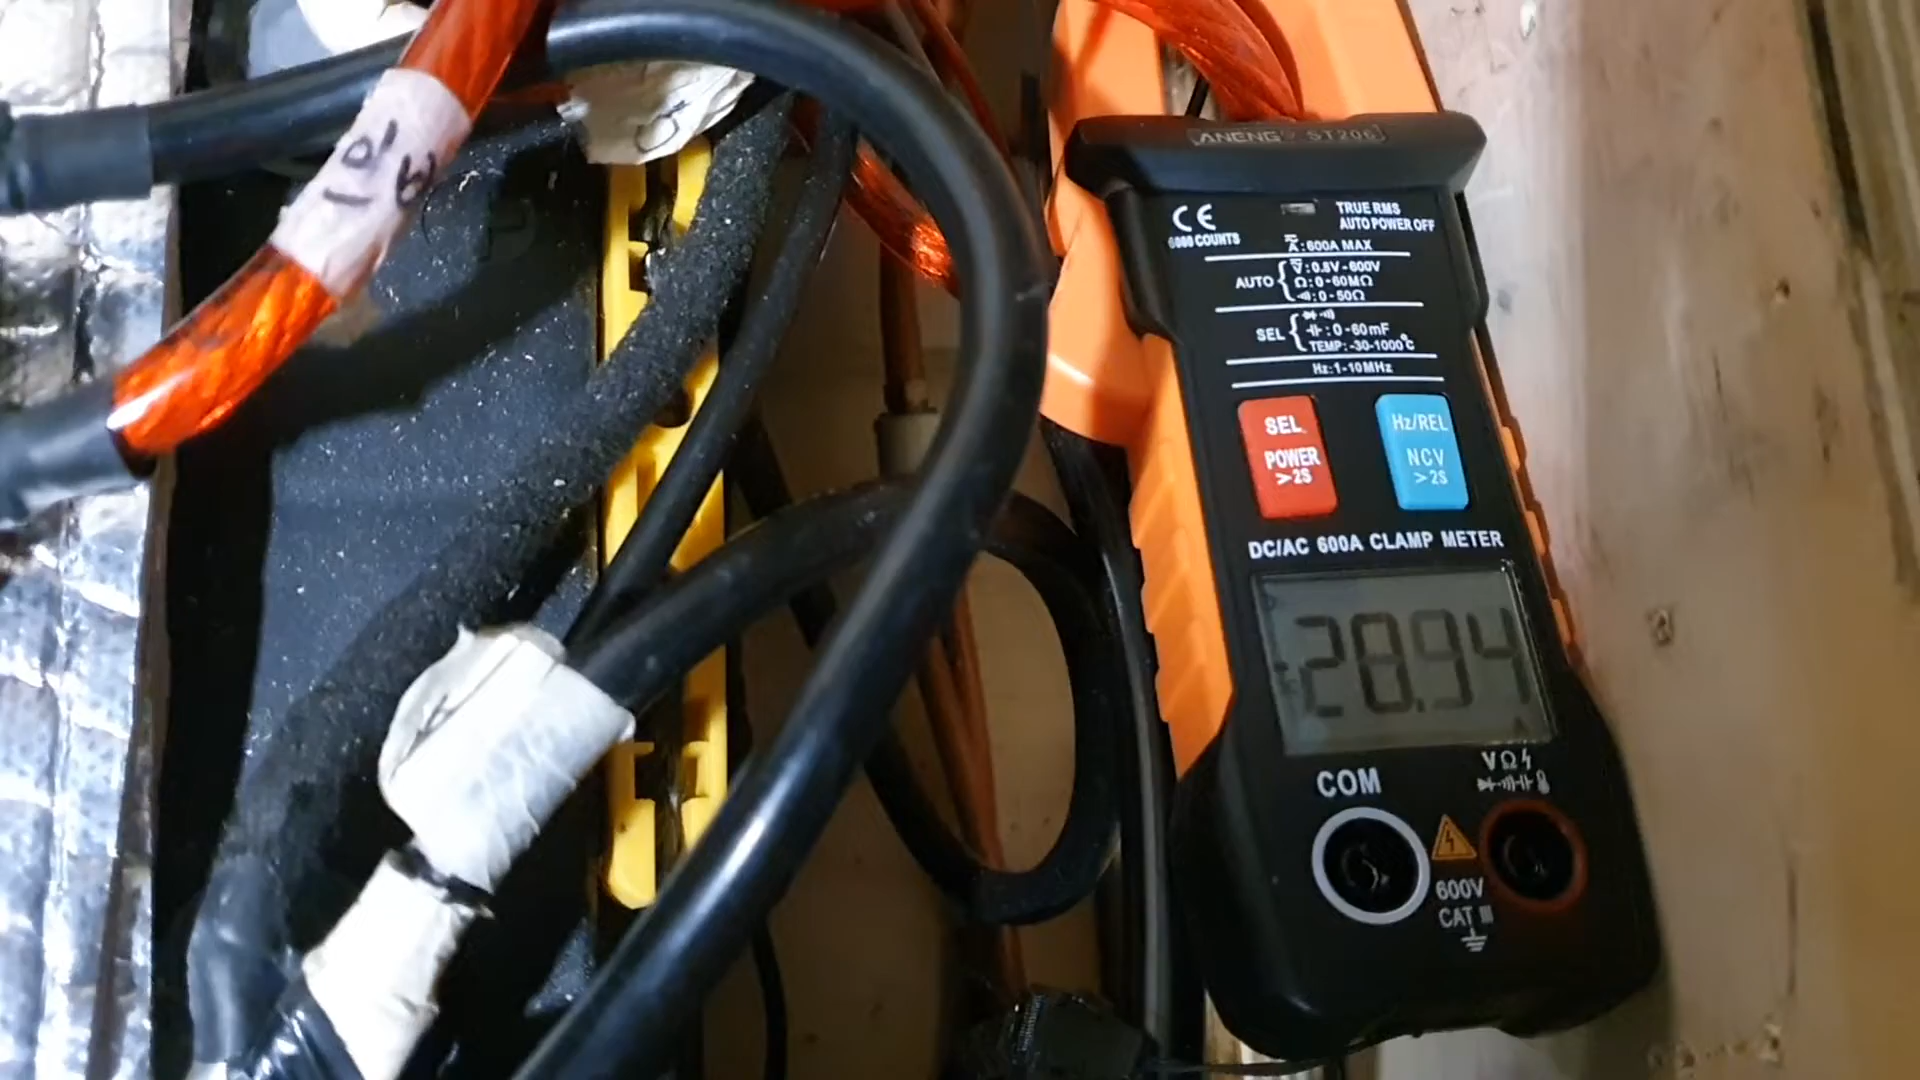 ANENG ST206
CE
6000 COUNTS
TRUE RMS
AUTO POWER OFF
A: 600A MAX
AUTO { V: 0.8V-600V
Ω: 0-60MΩ
: 0-50Ω
SEL { 
: 0-60mF
TEMP: -30-1000℃
Hz: 1-10MHz
SEL
POWER
>2S
Hz/REL
NCV
>2S
DC/AC 600A CLAMP METER
-28.94
A
COM
VΩ
600V
CAT III